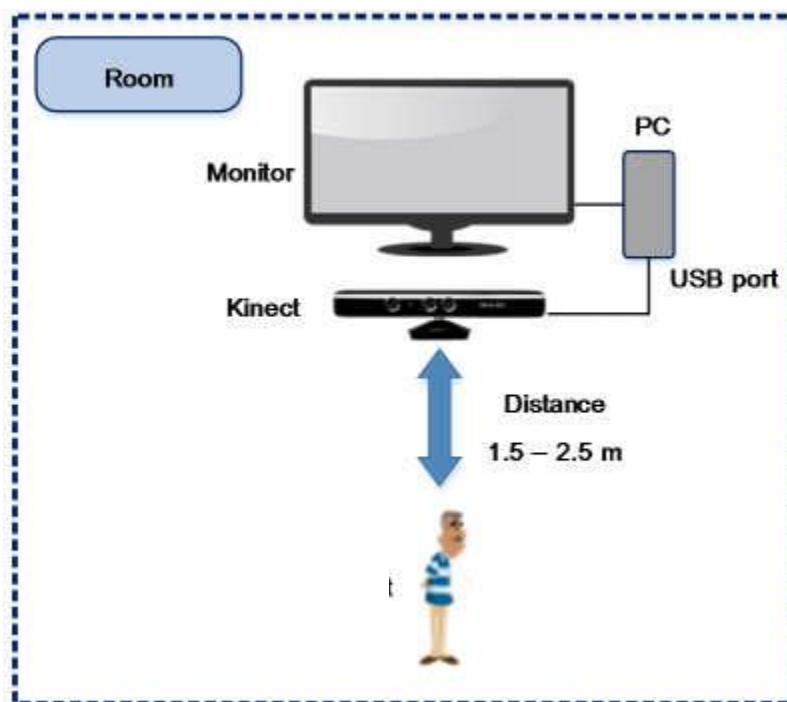 Room
PC
Monitor
USB port
Kinect
Distance
1.5 – 2.5 m
t